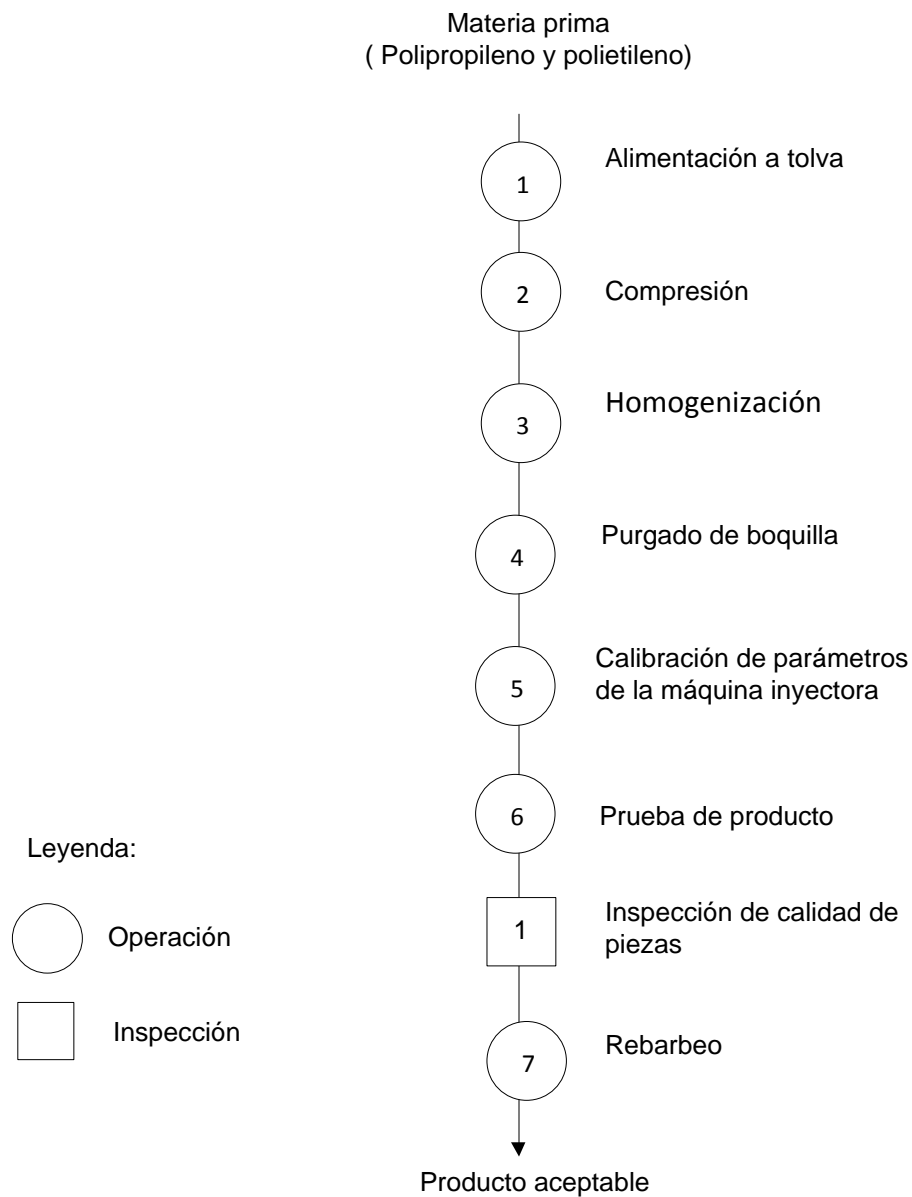 Materia prima
( Polipropileno y polietileno)
1
Alimentación a tolva
2
Compresión
3
Homogenización
4
Purgado de boquilla
5
Calibración de parámetros
de la máquina inyectora
6
Prueba de producto
Leyenda:
Operación
Inspección
1
Inspección de calidad de
piezas
7
Rebarbeo
Producto aceptable